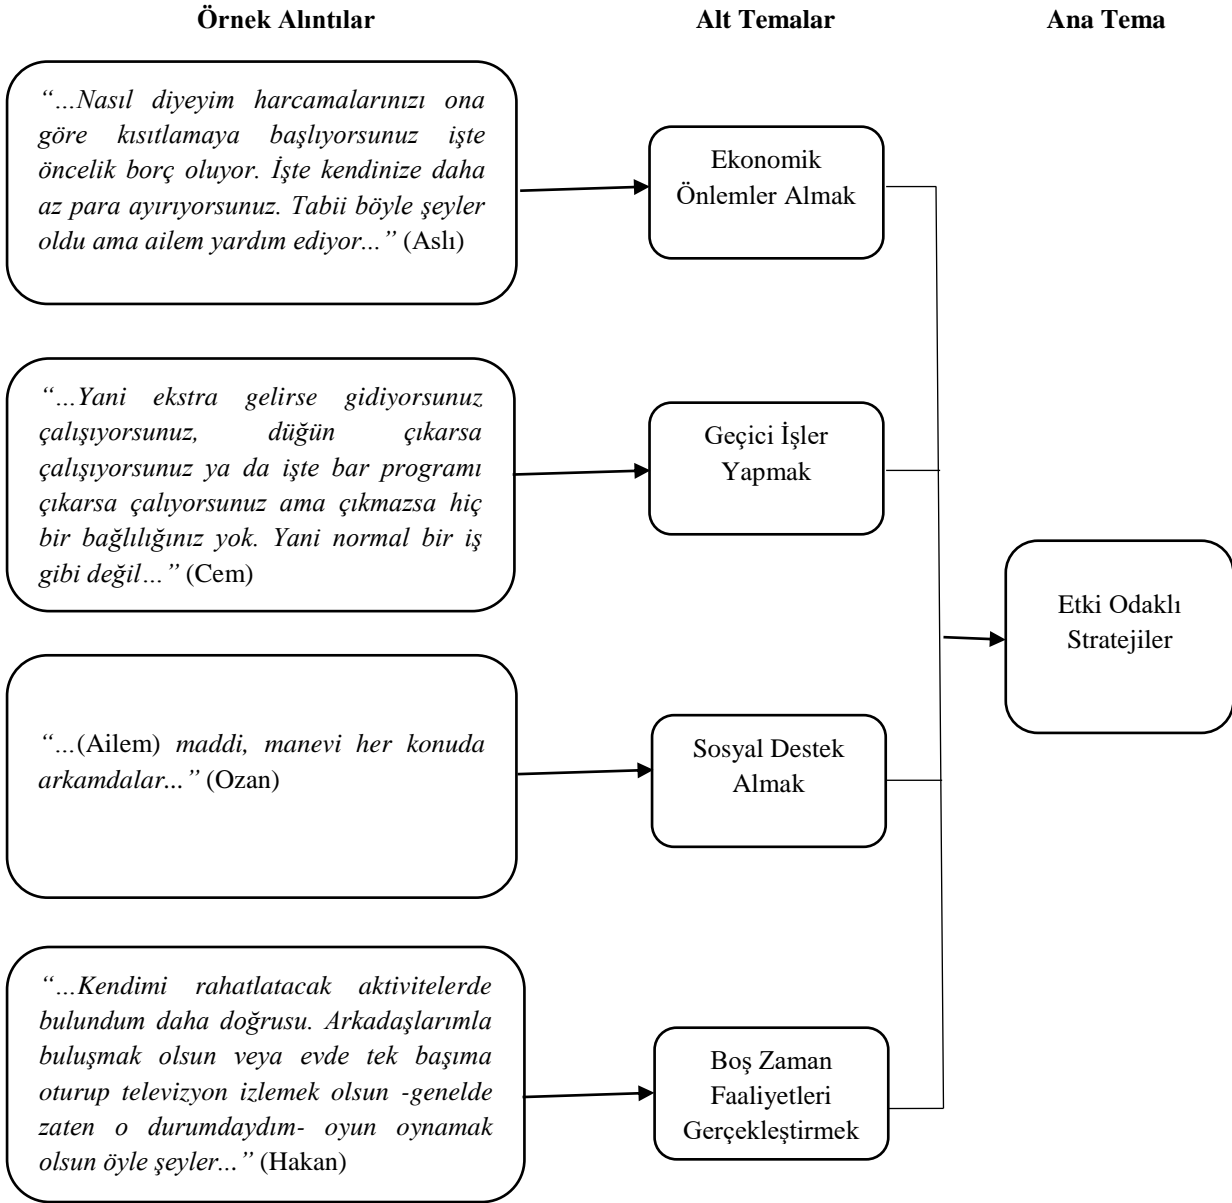 Örnek Alıntılar
Alt Temalar
Ana Tema
“…Nasıl diyeyim harcamalarınızı ona
göre kısıtlamaya başlıyorsunuz işte
öncelik borç oluyor. İşte kendinize daha
az para ayırıyorsunuz. Tabii böyle şeyler
oldu ama ailem yardım ediyor...” (Aslı)
Ekonomik
Önlemler Almak
“…Yani ekstra gelirse gidiyorsunuz
çalışıyorsunuz, düğün çıkarsa
çalışıyorsunuz ya da işte bar programı
çıkarsa çalıyorsunuz ama çıkmazsa hiç
bir bağlılığınız yok. Yani normal bir iş
gibi değil…” (Cem)
Geçici İşler
Yapmak
Etki Odaklı
Stratejiler
“…(Ailem) maddi, manevi her konuda
arkamdalar...” (Ozan)
Sosyal Destek
Almak
“…Kendimi rahatlatacak aktivitelerde
bulundum daha doğrusu. Arkadaşlarımla
buluşmak olsun veya evde tek başıma
oturup televizyon izlemek olsun -genelde
zaten o durumdaydım- oyun oynamak
olsun öyle şeyler...” (Hakan)
Boş Zaman
Faaliyetleri
Gerçekleştirmek